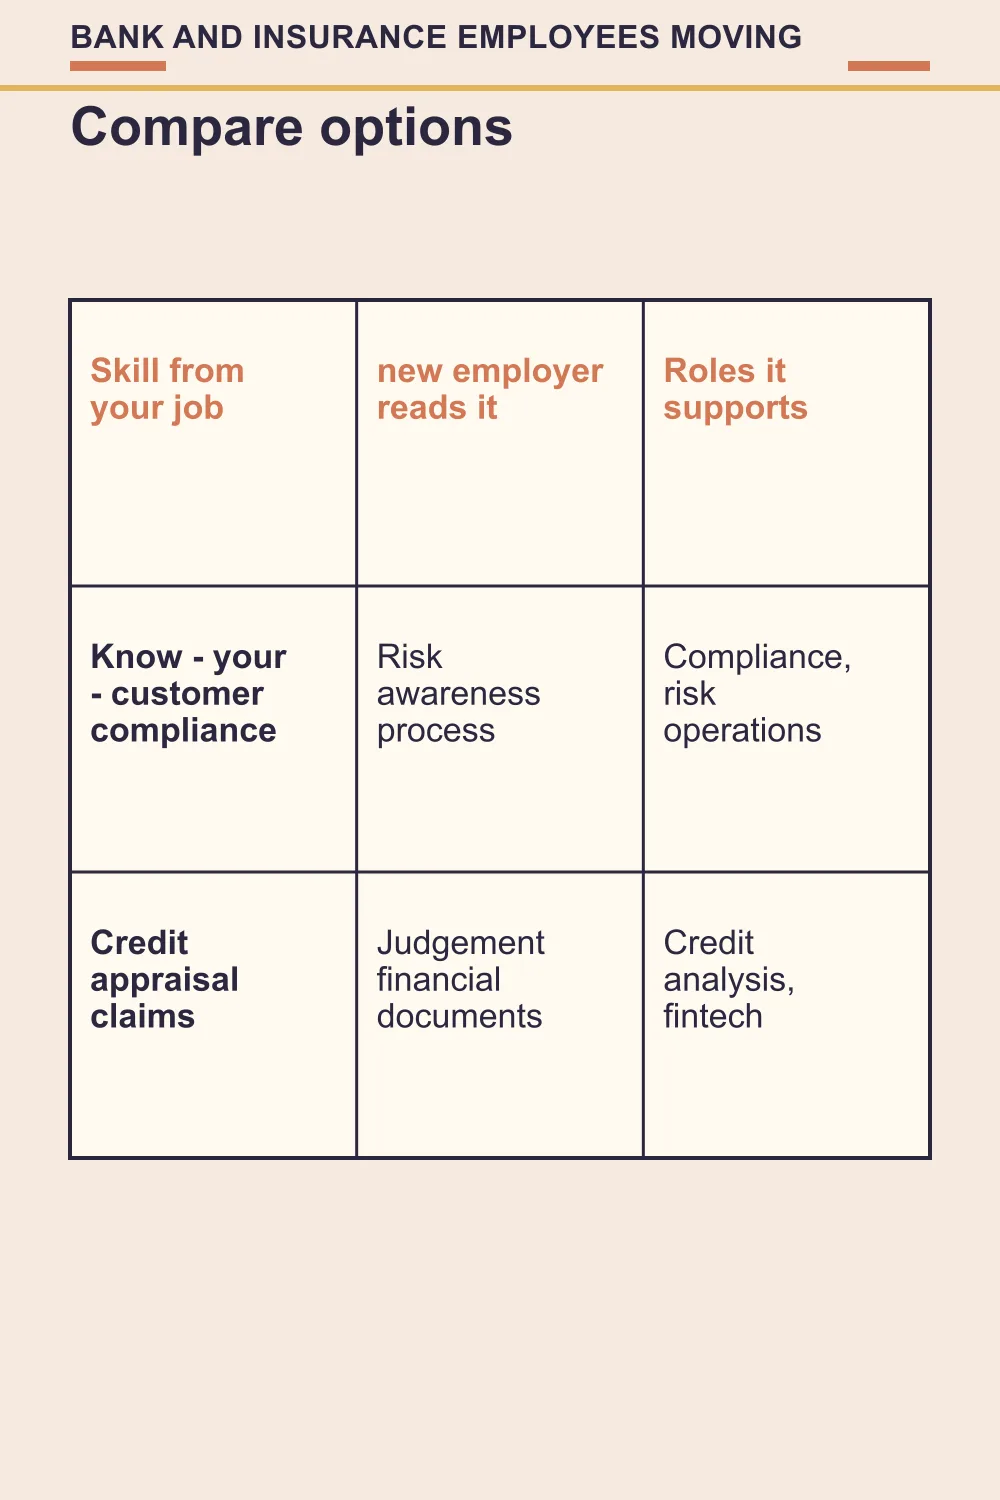 BANK AND INSURANCE EMPLOYEES MOVING
Compare options
Skill from
your job
new employer
reads it
Roles it
supports
Know - your
- customer
compliance
Risk
awareness
process
Compliance,
risk
operations
Credit
appraisal
claims
Judgement
financial
documents
Credit
analysis,
fintech